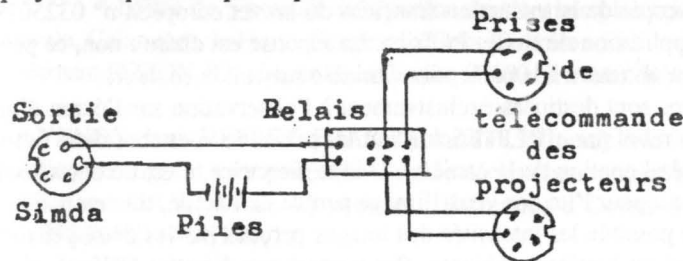 Prises
de
télécommande
des
projecteurs
Sortie
Simda
Relais
Piles